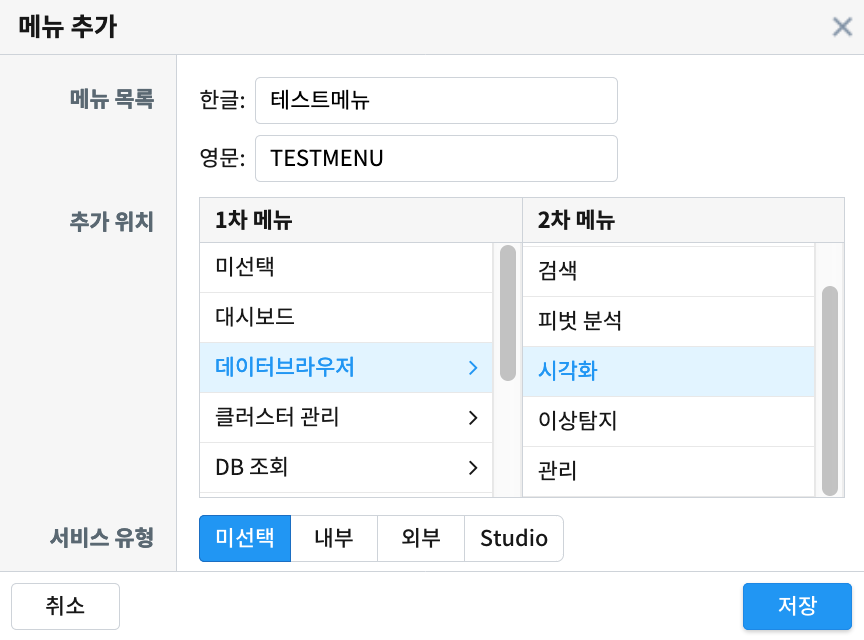 메뉴 추가
메뉴 목록
한글: 테스트메뉴
영문: TESTMENU
추가 위치
1차 메뉴 2차 메뉴
미선택 검색
대시보드 피벗 분석
데이터브라우저 시각화
클러스터 관리 이상탐지
DB 조회 관리
서비스 유형 미선택 내부 외부 Studio
취소 저장